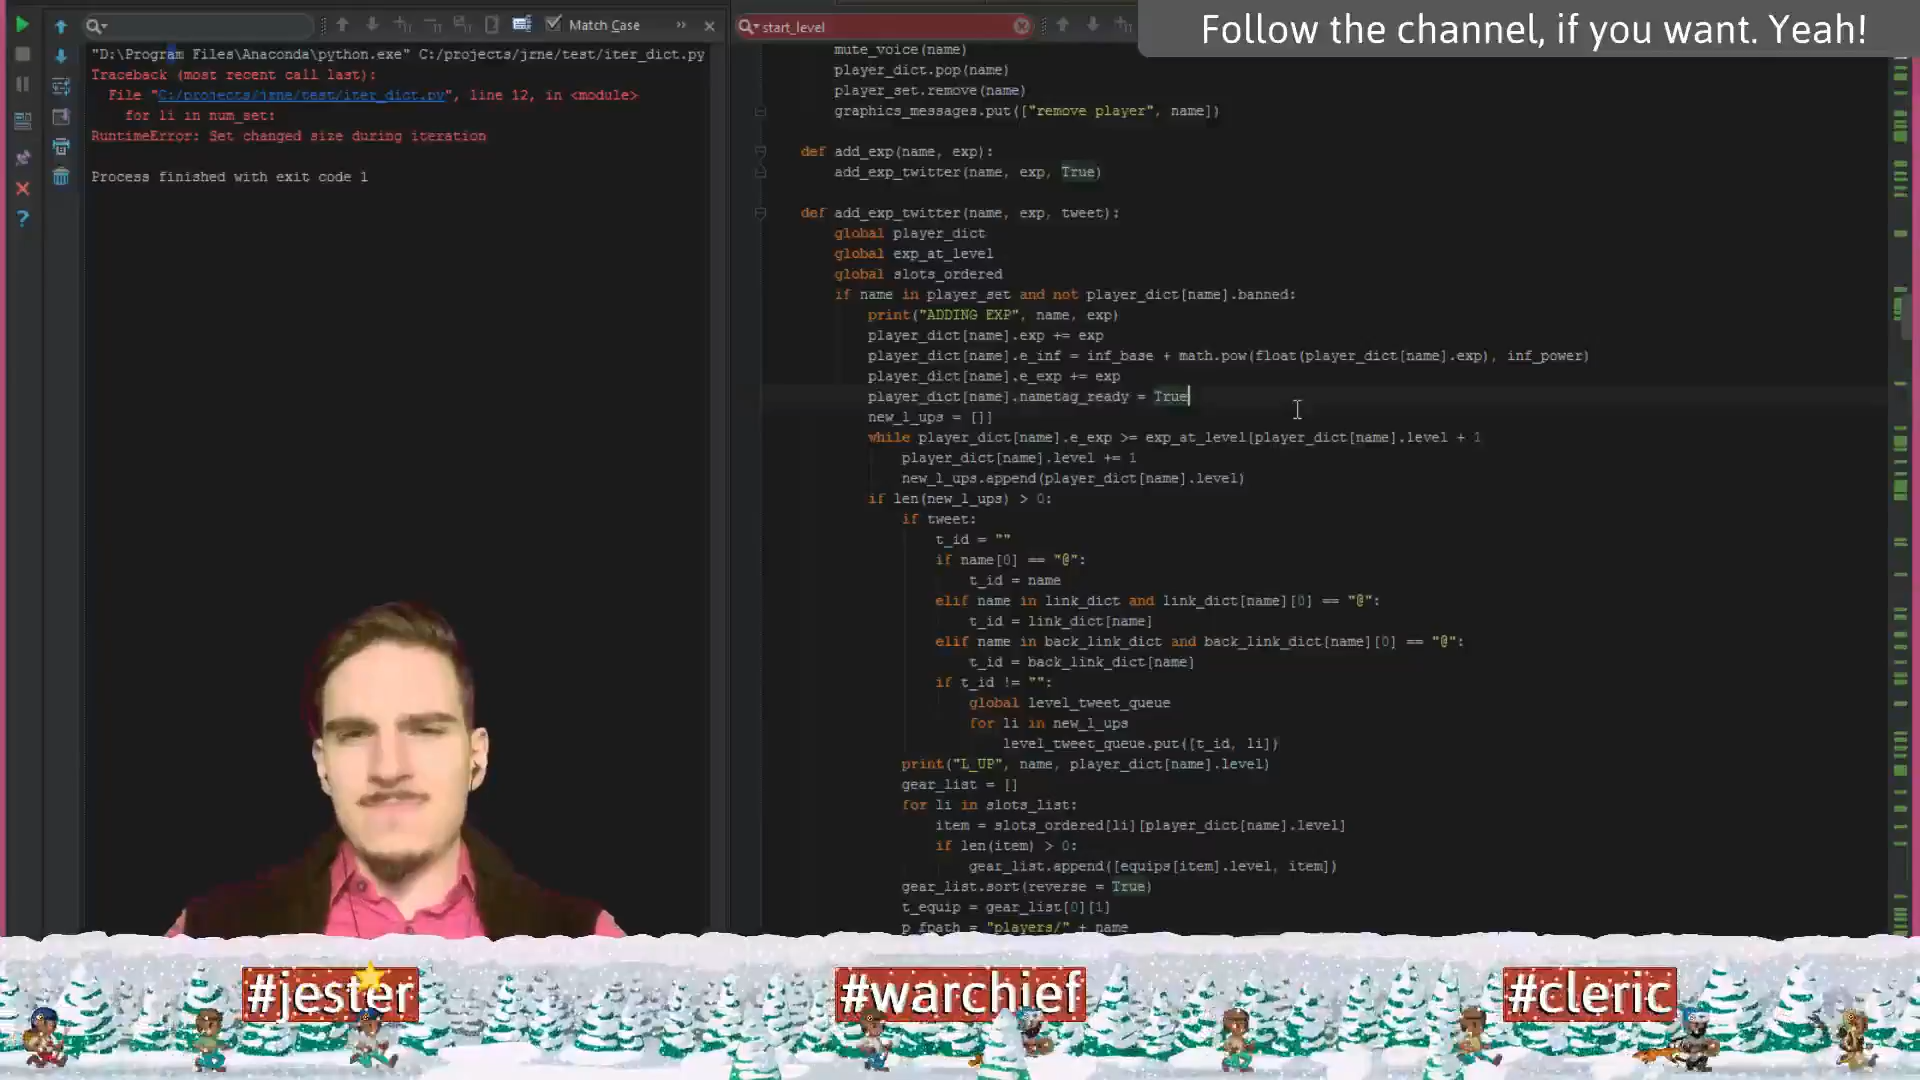 Match Case
start_level
Follow the channel, if you want. Yeah!
"D:\Program Files\Anaconda\python.exe" C:/projects/jrne/test/iter_dict.py
Traceback (most recent call last):
File "C:/projects/jrne/test/iter_dict.py", line 12, in <module>
for li in num_set:
RuntimeError: Set changed size during iteration
Process finished with exit code 1
mute_voice(name)
player_dict.pop(name)
player_set.remove(name)
graphics_messages.put(["remove player", name])
def add_exp(name, exp):
add_exp_twitter(name, exp, True)
def add_exp_twitter(name, exp, tweet):
global player_dict
global exp_at_level
global slots_ordered
if name in player_set and not player_dict[name].banned:
print("ADDING EXP", name, exp)
player_dict[name].exp += exp
player_dict[name].e_inf = inf_base + math.pow(float(player_dict[name].exp), inf_power)
player_dict[name].e_exp += exp
player_dict[name].nametag_ready = True
new_l_ups = []]
while player_dict[name].e_exp >= exp_at_level[player_dict[name].level + 1
player_dict[name].level += 1
new_l_ups.append(player_dict[name].level)
if len(new_l_ups) > 0:
if tweet:
t_id = ""
if name[0] == "@":
t_id = name
elif name in link_dict and link_dict[name][0] == "@":
t_id = link_dict[name]
elif name in back_link_dict and back_link_dict[name][0] == "@":
t_id = back_link_dict[name]
if t_id != "":
global level_tweet_queue
for li in new_l_ups
level_tweet_queue.put([t_id, li])
print("L_UP", name, player_dict[name].level)
gear_list = []
for li in slots_list:
item = slots_ordered[li][player_dict[name].level]
if len(item) > 0:
gear_list.append([equips[item].level, item])
gear_list.sort(reverse = True)
t_equip = gear_list[0][1]
p_fpath = "players/" + name
#jester
#warchief
#cleric